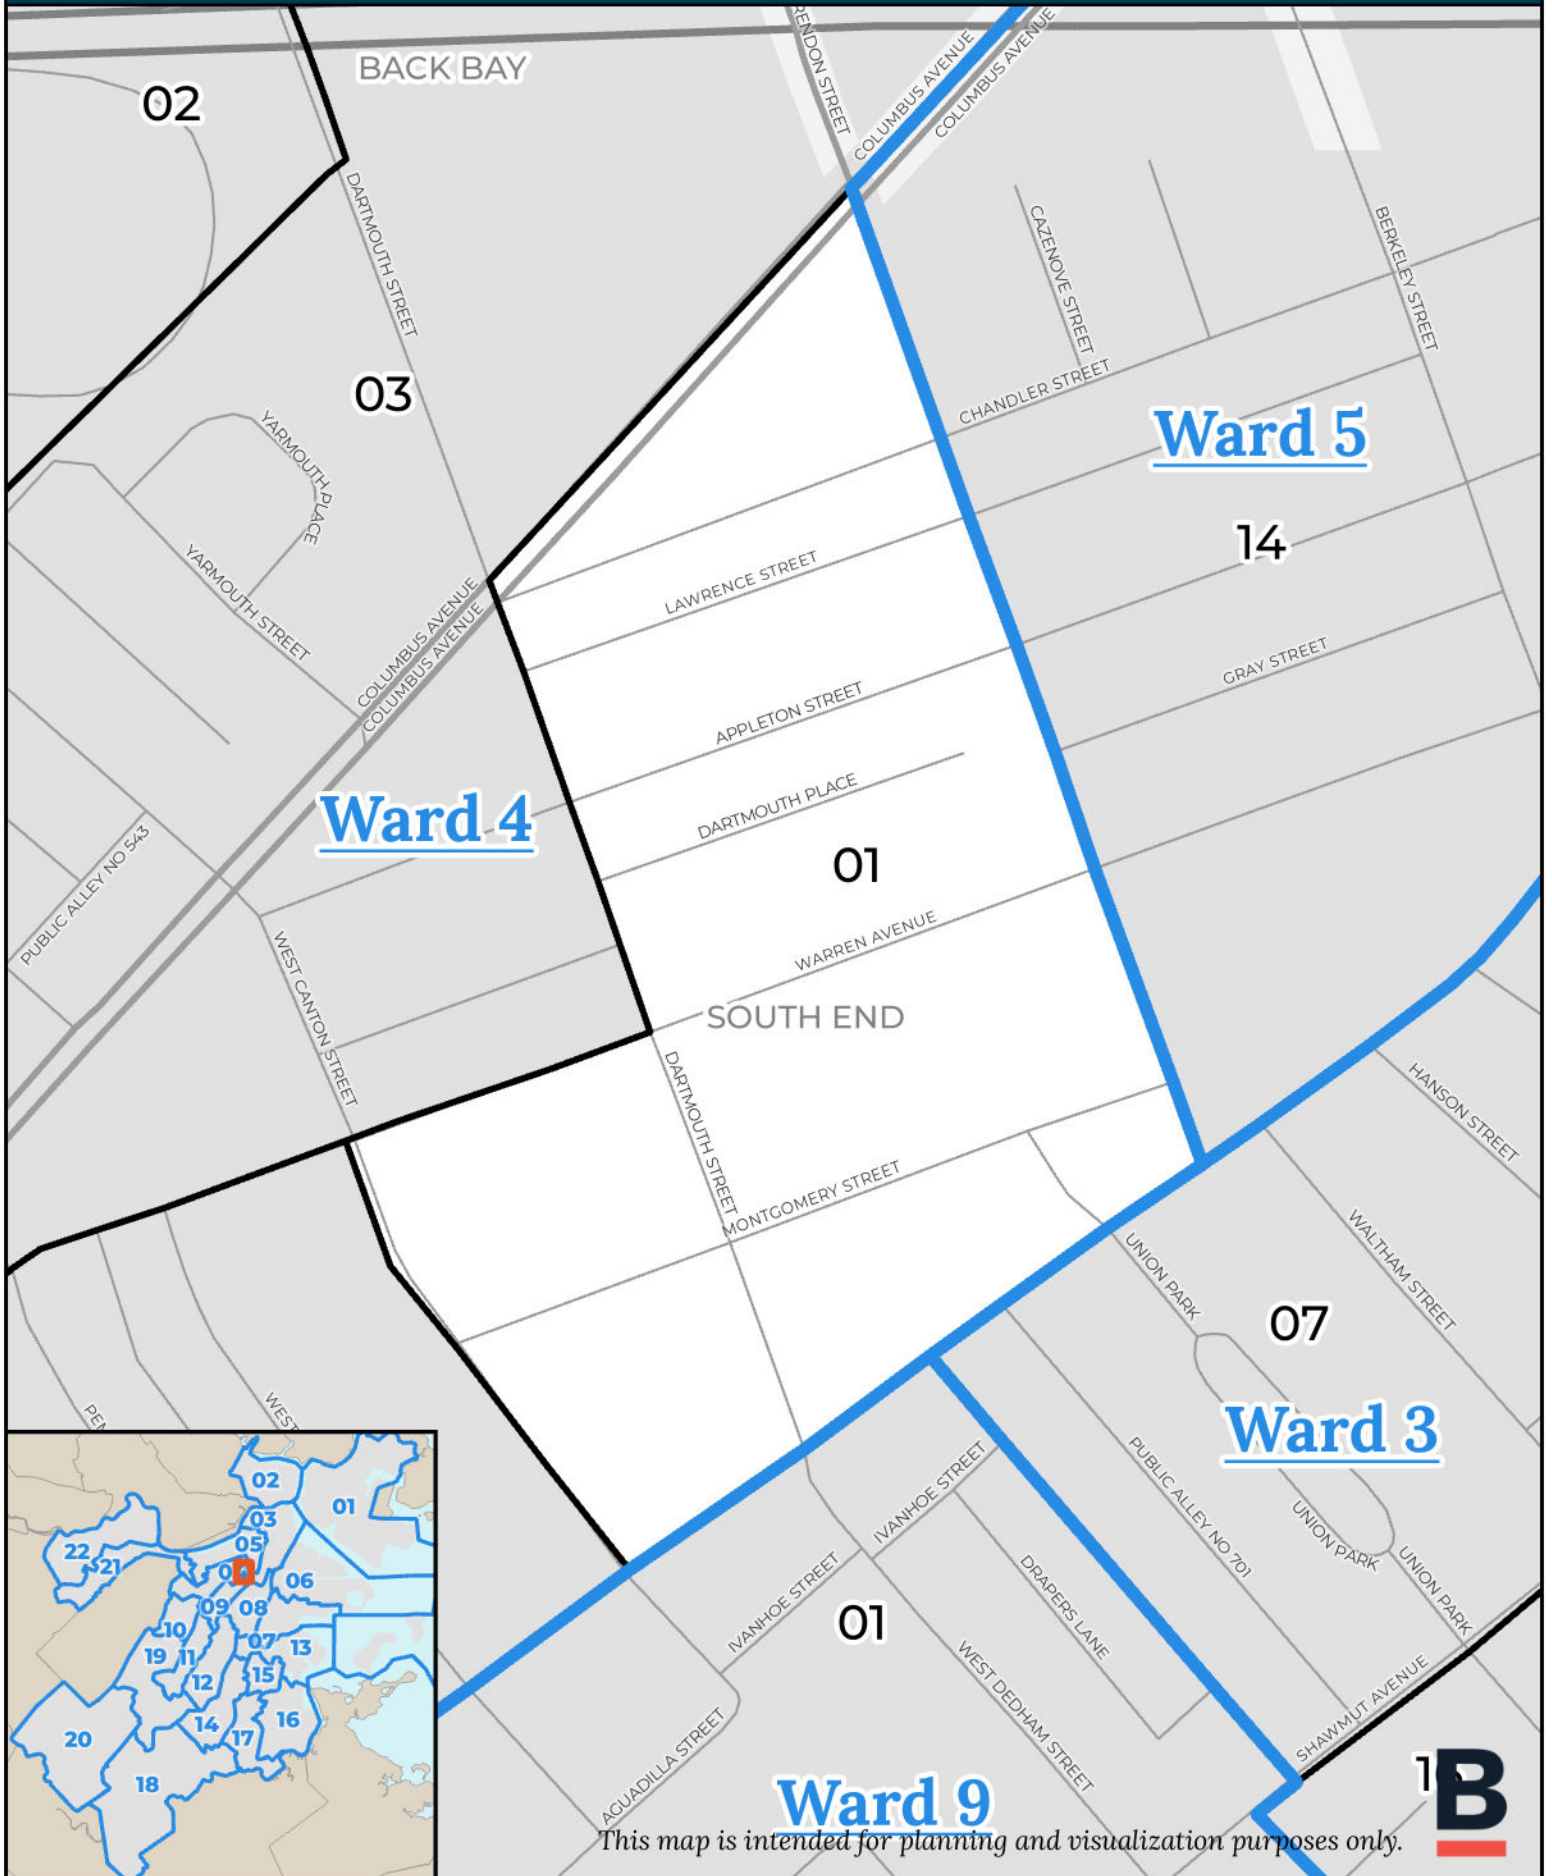 BACK BAY
02
RENDON STREET
COLUMBUS AVENUE
COLUMBUS AVENUE
DARTMOUTH STREET
CAZENOVE STREET
BERKELEY STREET
CHANDLER STREET
03
Ward 5
YARMOUTH PLACE
14
YARMOUTH STREET
LAWRENCE STREET
COLUMBUS AVENUE
COLUMBUS AVENUE
GRAY STREET
APPLETON STREET
Ward 4
DARTMOUTH PLACE
01
PUBLIC ALLEY NO 543
WARREN AVENUE
WEST CANTON STREET
SOUTH END
DARTMOUTH STREET
HANSON STREET
MONTGOMERY STREET
WALTHAM STREET
UNION PARK
07
PEN
WEST
Ward 3
PUBLIC ALLEY NO 701
IVANHOE STREET
UNION PARK
UNION PARK
IVANHOE STREET
DRAPERS LANE
01
WEST DEDHAM STREET
SHAWMUT AVENUE
AGUADILLA STREET
Ward 9
B
This map is intended for planning and visualization purposes only.
02
01
03
05
22
21
0
06
09
08
10
07
13
19
11
15
12
14
16
17
20
18